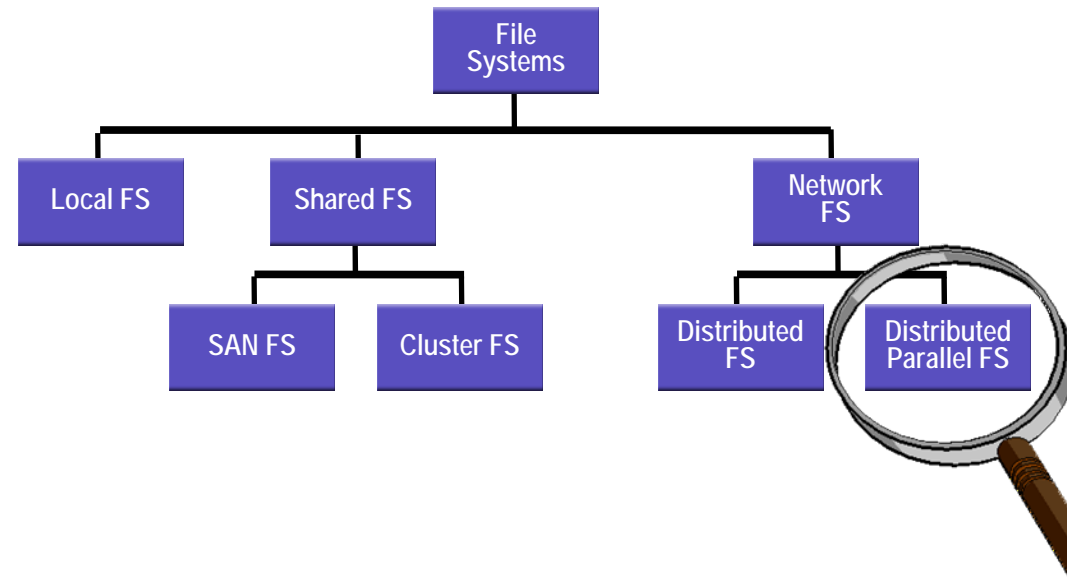 File
Systems
Local FS
Shared FS
Network
FS
SAN FS
Cluster FS
Distributed
FS
Distributed
Parallel FS